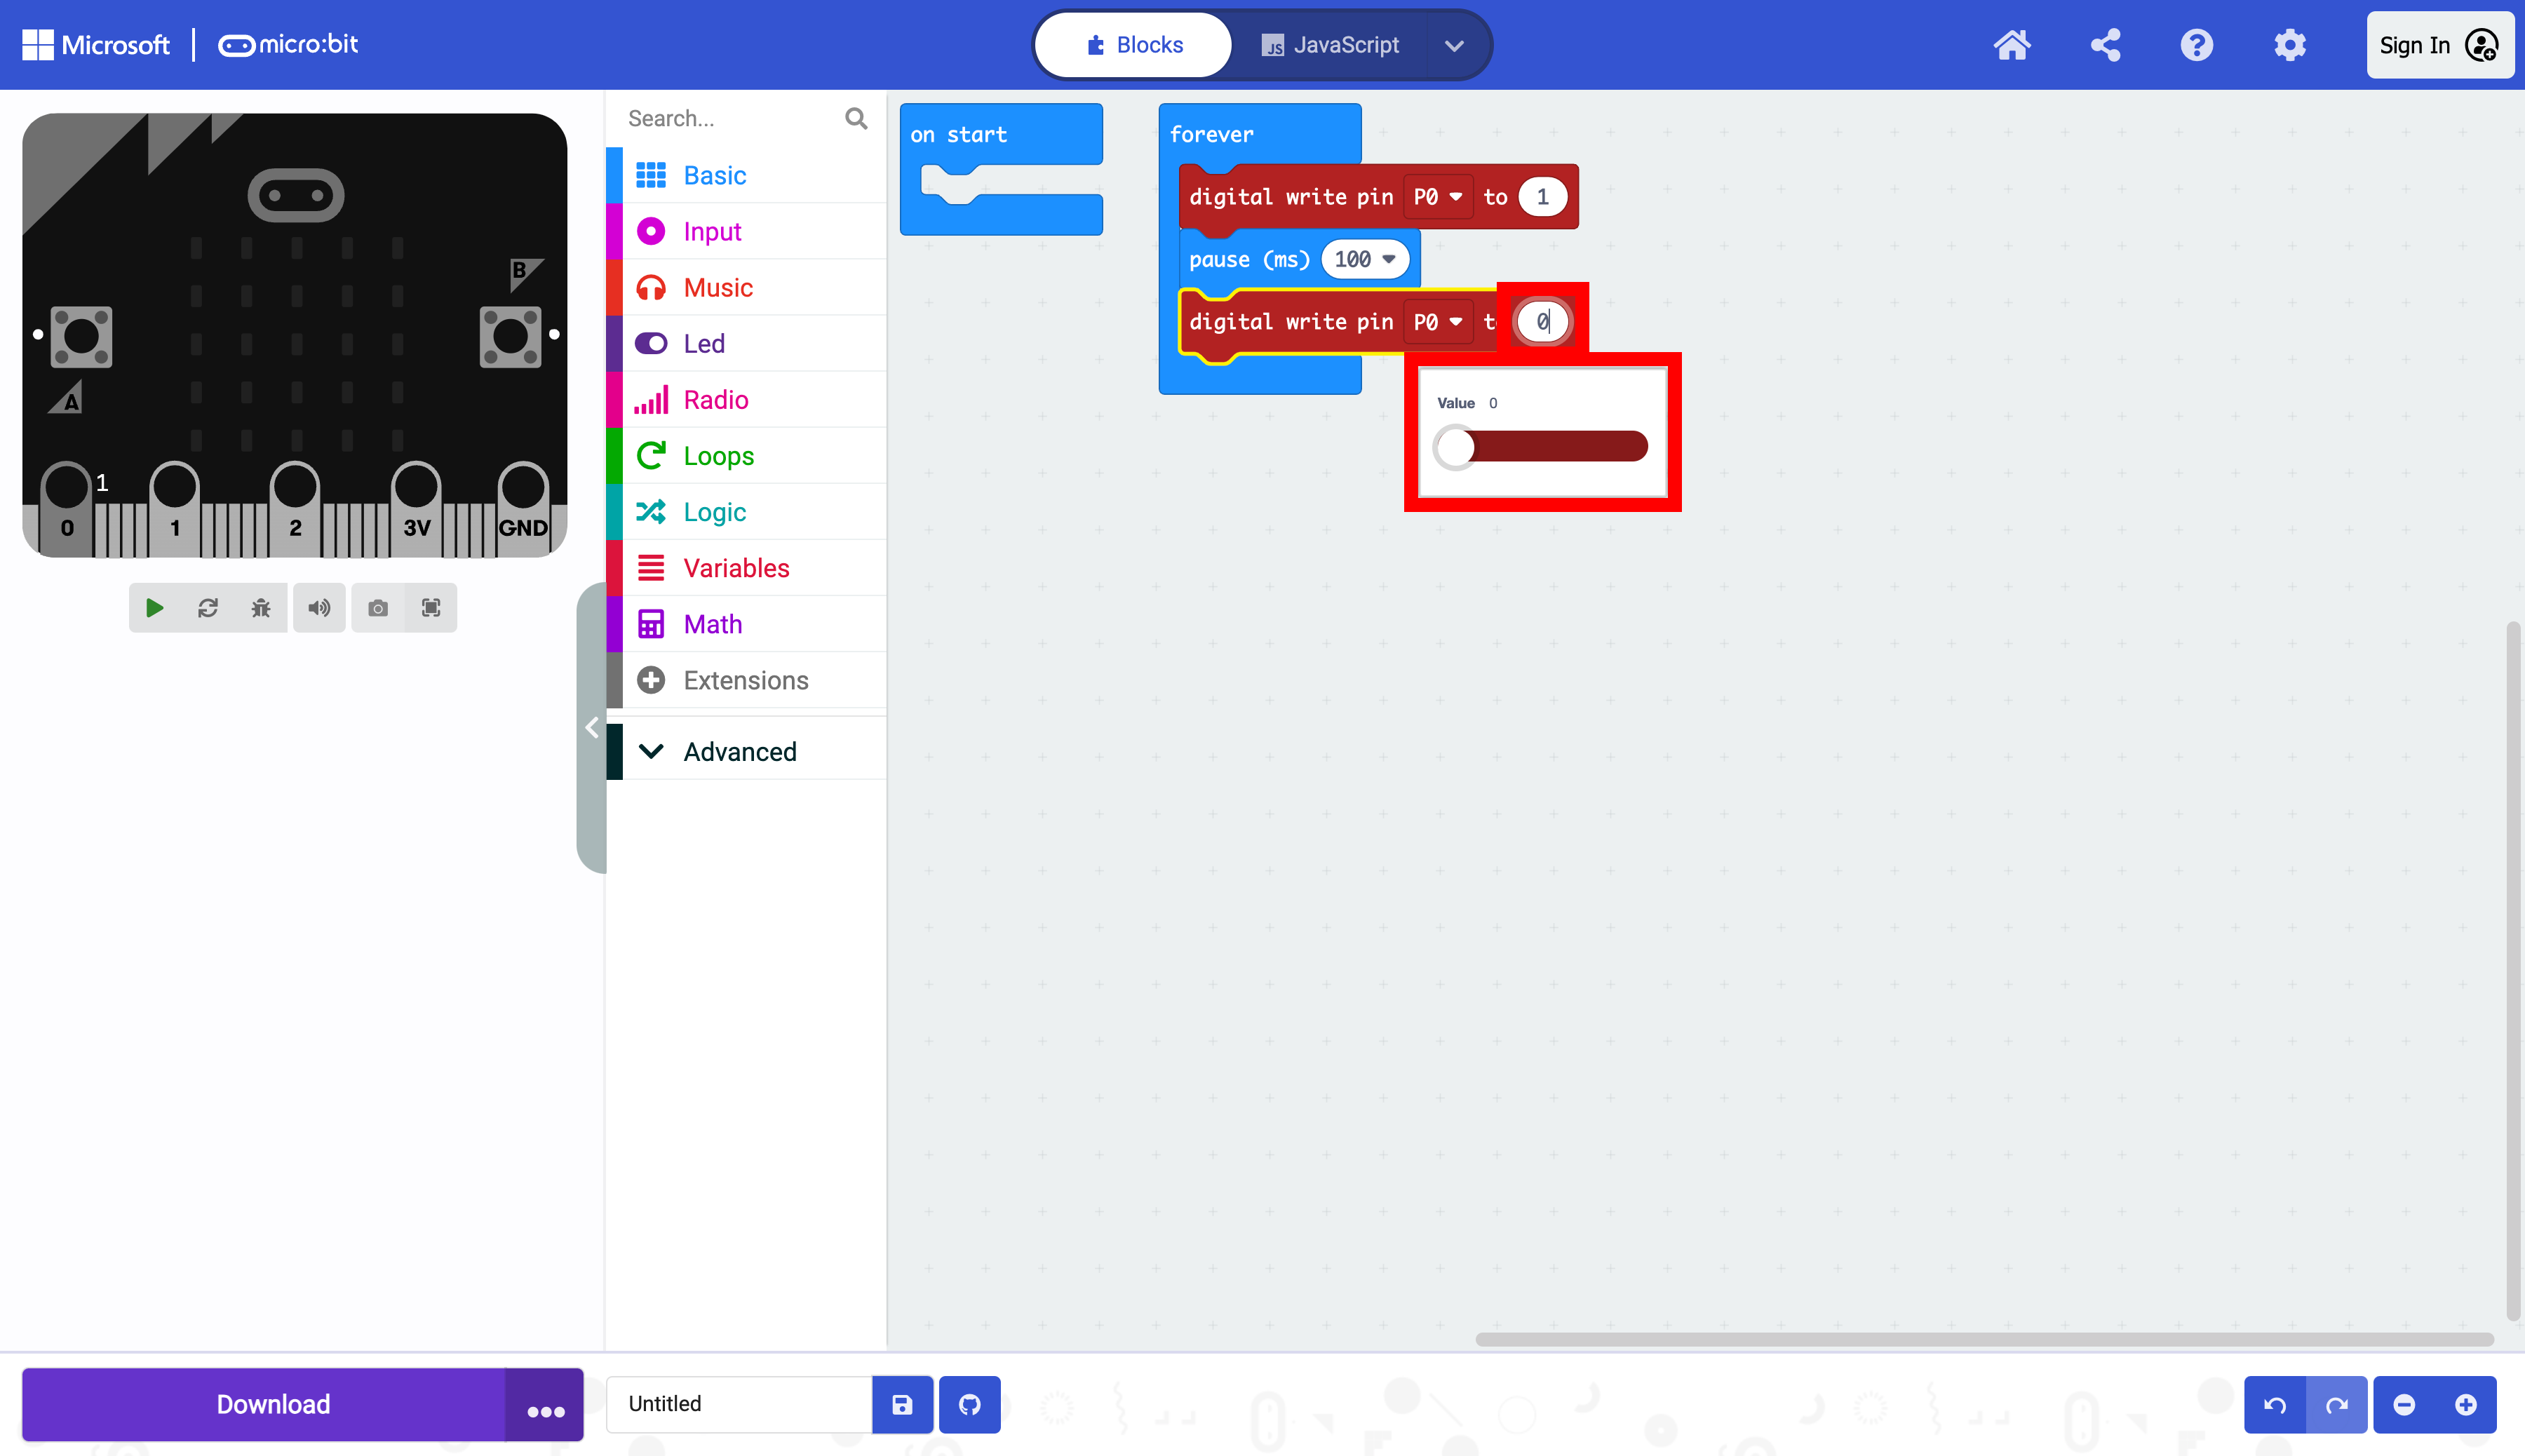 Microsoft micro:bit
Blocks
JavaScript
Sign In
Search...
Basic
Input
Music
Led
Radio
Loops
Logic
Variables
Math
Extensions
Advanced
on start
forever
digital write pin P0 to 1
pause (ms) 100
digital write pin P0 t 0
Value 0
B
A
1
0 1 2 3V GND
Download
Untitled